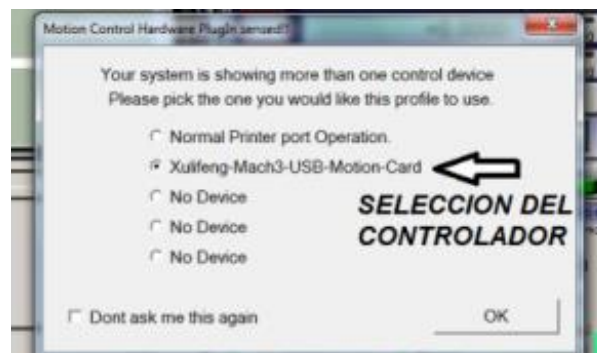 Motion Control Hardware PlugIn sensed!!
Your system is showing more than one control device
Please pick the one you would like this profile to use.
Normal Printer port Operation.
Xulifeng-Mach3-USB-Motion-Card
No Device
No Device
No Device
SELECCION DEL
CONTROLADOR
Dont ask me this again
OK